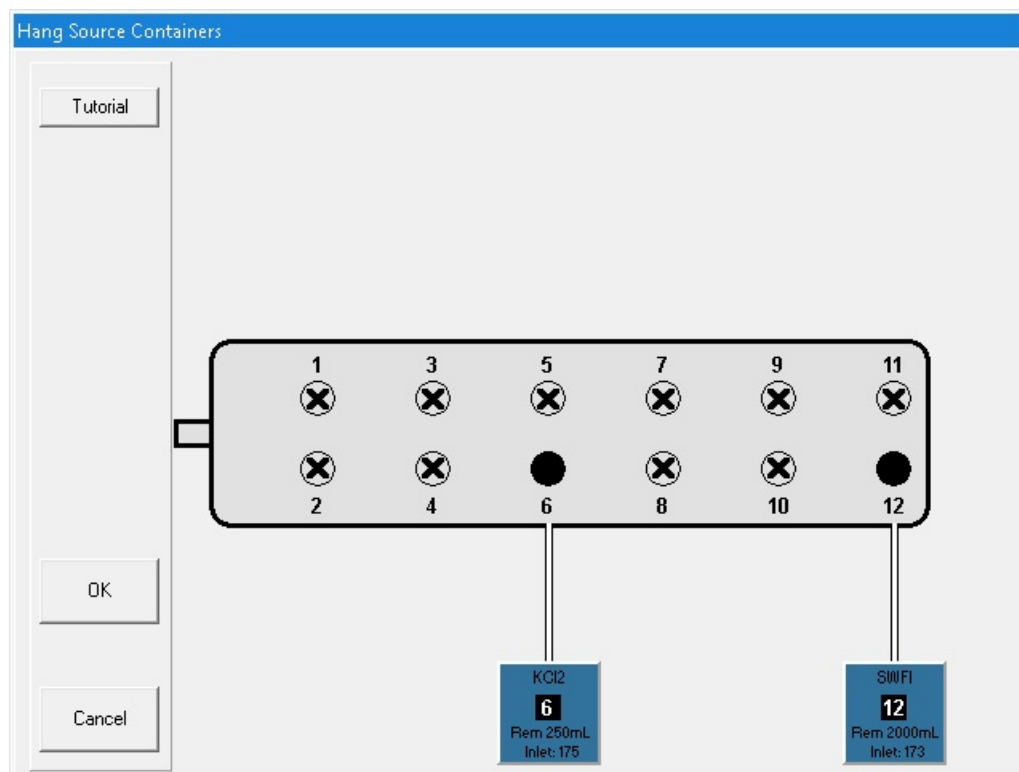 Hang Source Containers
Tutorial
1 3 5 7 9 11
2 4 6 8 10 12
OK
Cancel
KCl2
6
Rem 250mL
Inlet: 175
SWFI
12
Rem 2000mL
Inlet: 173